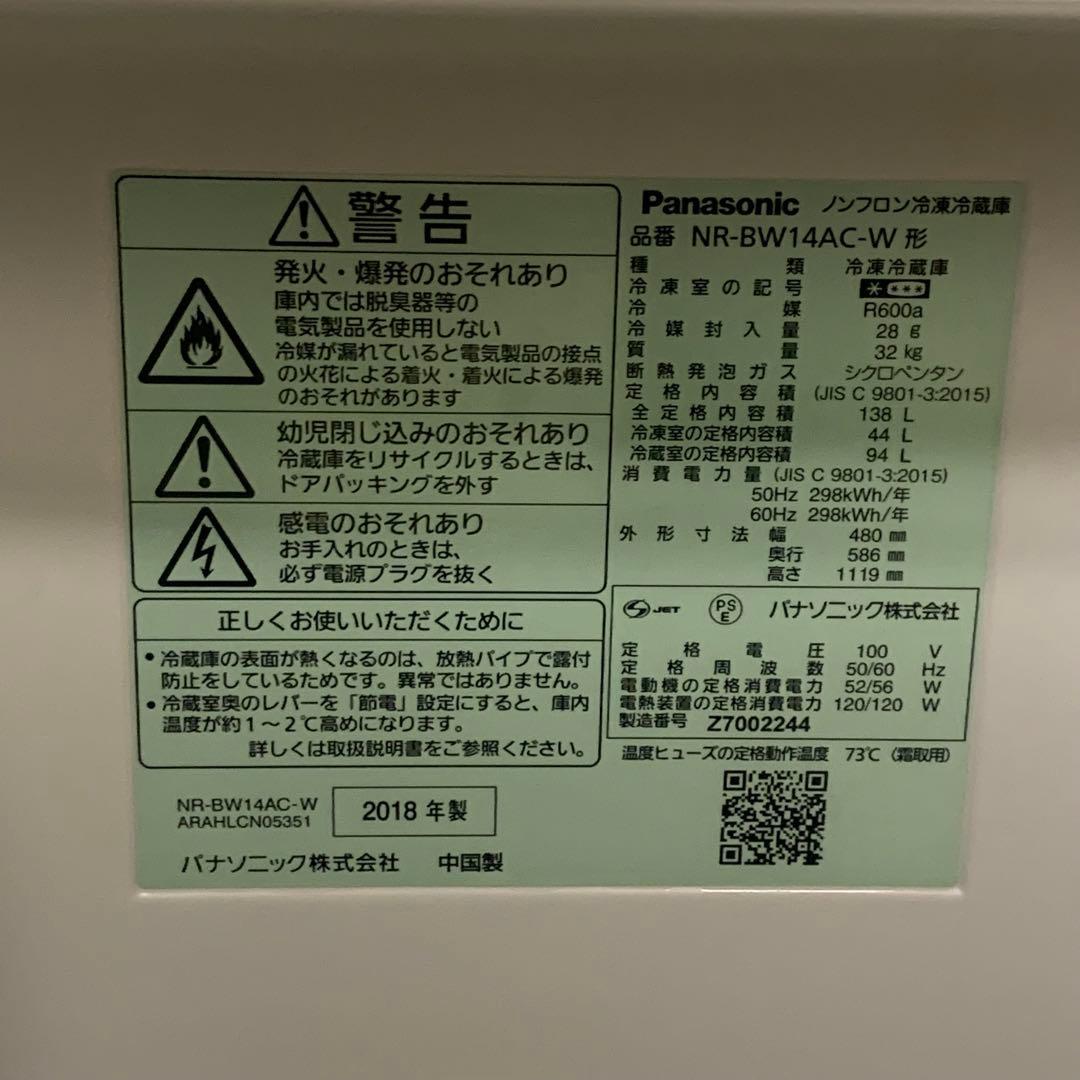 警告
発火・爆発のおそれあり
庫内では脱臭器等の
電気製品を使用しない
冷媒が漏れていると電気製品の接点
の火花による着火・着火による爆発
のおそれがあります
幼児閉じ込みのおそれあり
冷蔵庫をリサイクルするときは、
ドアパッキングを外す
感電のおそれあり
お手入れのときは、
必ず電源プラグを抜く
正しくお使いいただくために
・冷蔵庫の表面が熱くなるのは、放熱パイプで露付
防止をしているためです。異常ではありません。
・冷蔵室奥のレバーを「節電」設定にすると、庫内
温度が約1~2℃高めになります。
詳しくは取扱説明書をご参照ください。
NR-BW14AC-W
ARAHLCN05351
2018年製
パナソニック株式会社 中国製
Panasonic ノンフロン冷凍冷蔵庫
品番 NR-BW14AC-W 形
種類 冷凍冷蔵庫
冷凍室の記号 * ***
冷媒 R600a
冷媒封入量 28 g
質量 32 kg
断熱発泡ガス シクロペンタン
定格内容積 (JIS C 9801-3:2015)
全定格内容積 138 L
冷凍室の定格内容積 44 L
冷蔵室の定格内容積 94 L
消費電力量 (JIS C 9801-3:2015)
50Hz 298kWh/年
60Hz 298kWh/年
外形寸法 幅 480 ㎜
奥行 586 ㎜
高さ 1119 ㎜
JET PS E パナソニック株式会社
定格電圧 100 V
定格周波数 50/60 Hz
電動機の定格消費電力 52/56 W
電熱装置の定格消費電力 120/120 W
製造番号 Z7002244
温度ヒューズの定格動作温度 73℃ (霜取用)